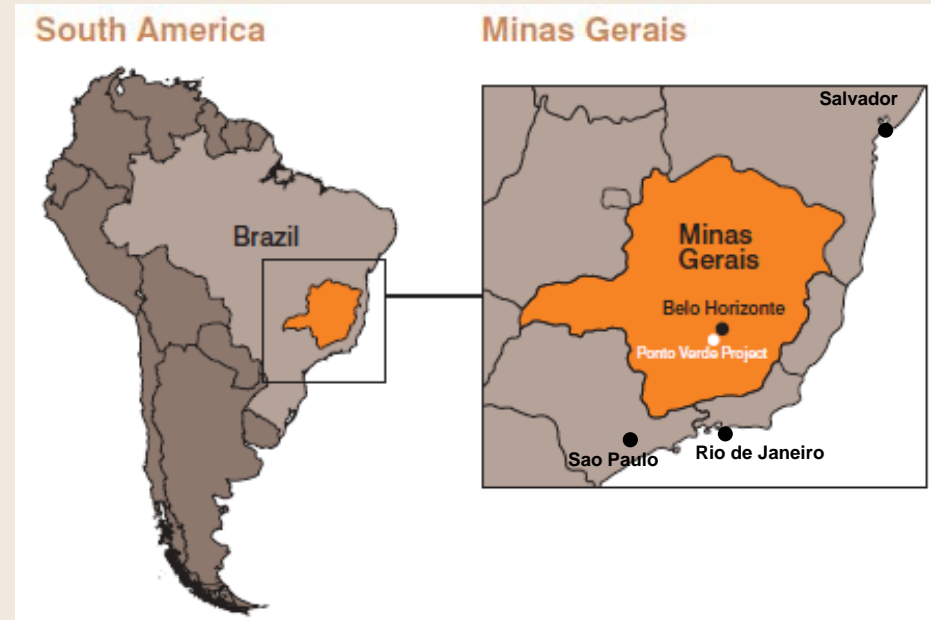 South America
Minas Gerais
Salvador
Brazil
Minas
Gerais
Belo Horizonte
Ponto Verde Project
Sao Paulo
Rio de Janeiro